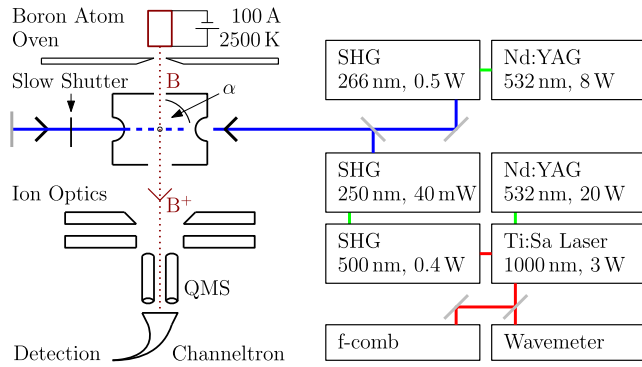 Boron Atom
Oven
100 A
2500 K
Slow Shutter
B
α
Ion Optics
B⁺
QMS
Detection
Channeltron
SHG
266 nm, 0.5 W
Nd:YAG
532 nm, 8 W
SHG
250 nm, 40 mW
Nd:YAG
532 nm, 20 W
SHG
500 nm, 0.4 W
Ti:Sa Laser
1000 nm, 3 W
f-comb
Wavemeter